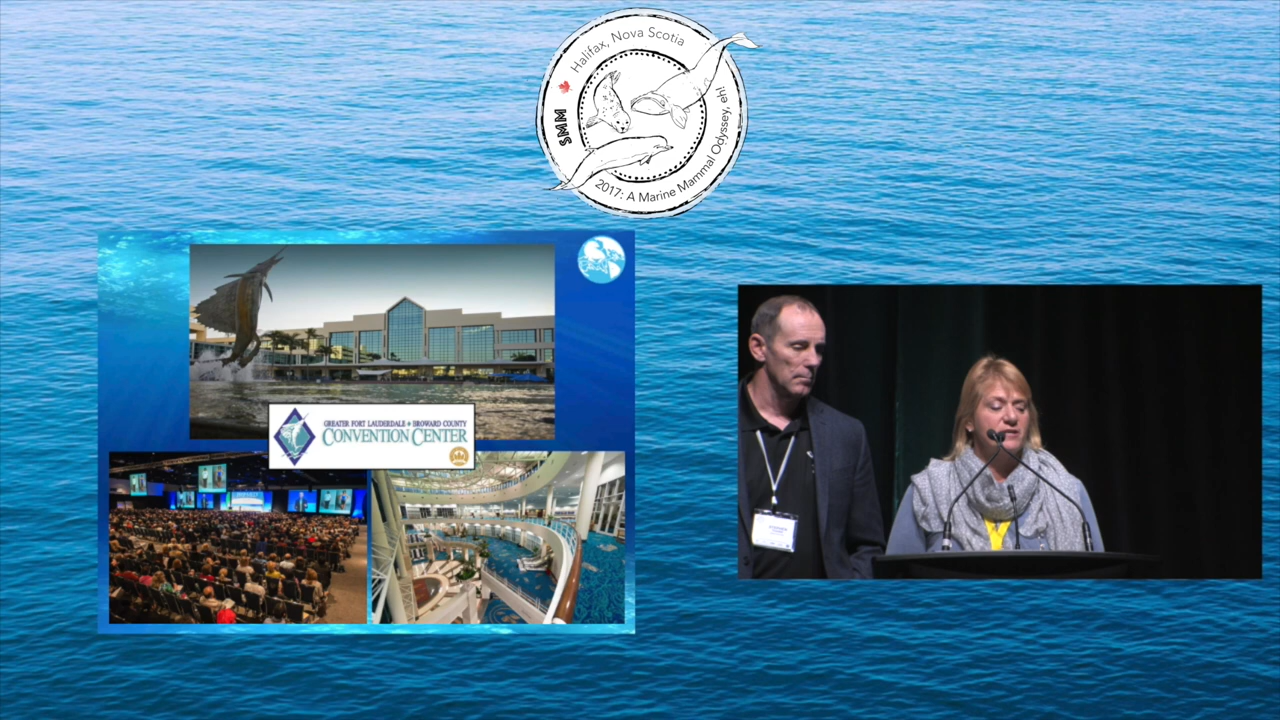 Halifax, Nova Scotia
SMM
2017: A Marine Mammal Odyssey, eh!
GREATER FORT LAUDERDALE • BROWARD COUNTY
CONVENTION CENTER